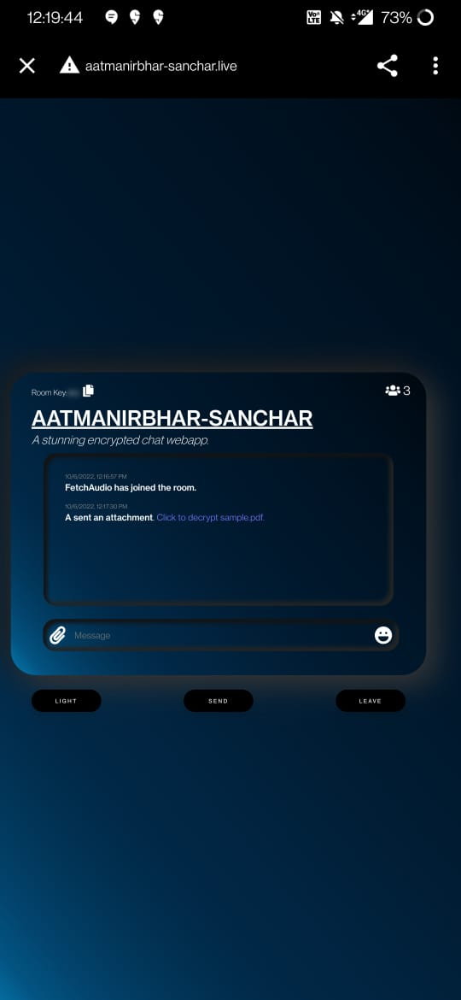 12:19:44 Vo LTE 4G+ 73%
aatmanirbhar-sanchar.live
Room Key: 3
AATMANIRBHAR-SANCHAR
A stunning encrypted chat webapp.
10/6/2022, 12:16:57 PM
FetchAudio has joined the room.
10/6/2022, 12:17:30 PM
A sent an attachment. Click to decrypt sample.pdf.
Message
LIGHT SEND LEAVE